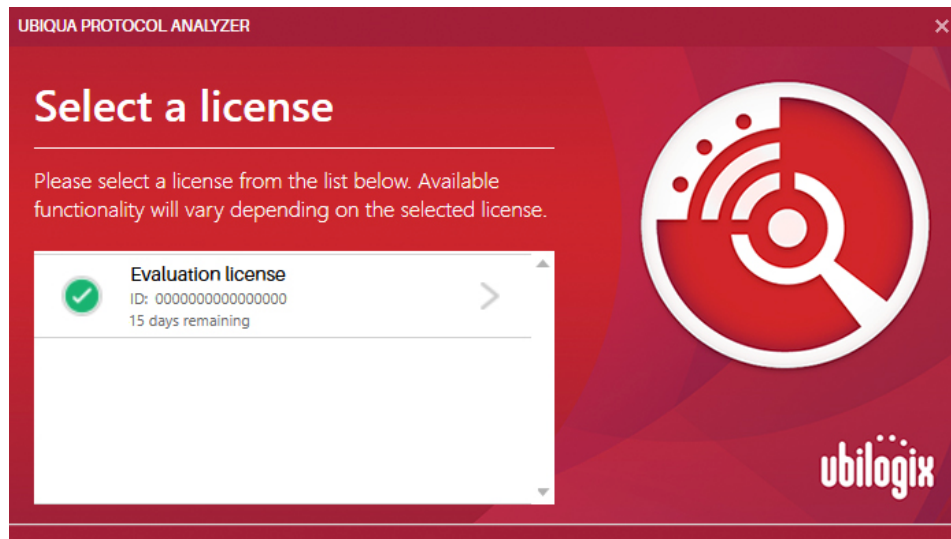 UBIQUA PROTOCOL ANALYZER
Select a license
Please select a license from the list below. Available
functionality will vary depending on the selected license.
Evaluation license
ID: 0000000000000000
15 days remaining
ubilogix